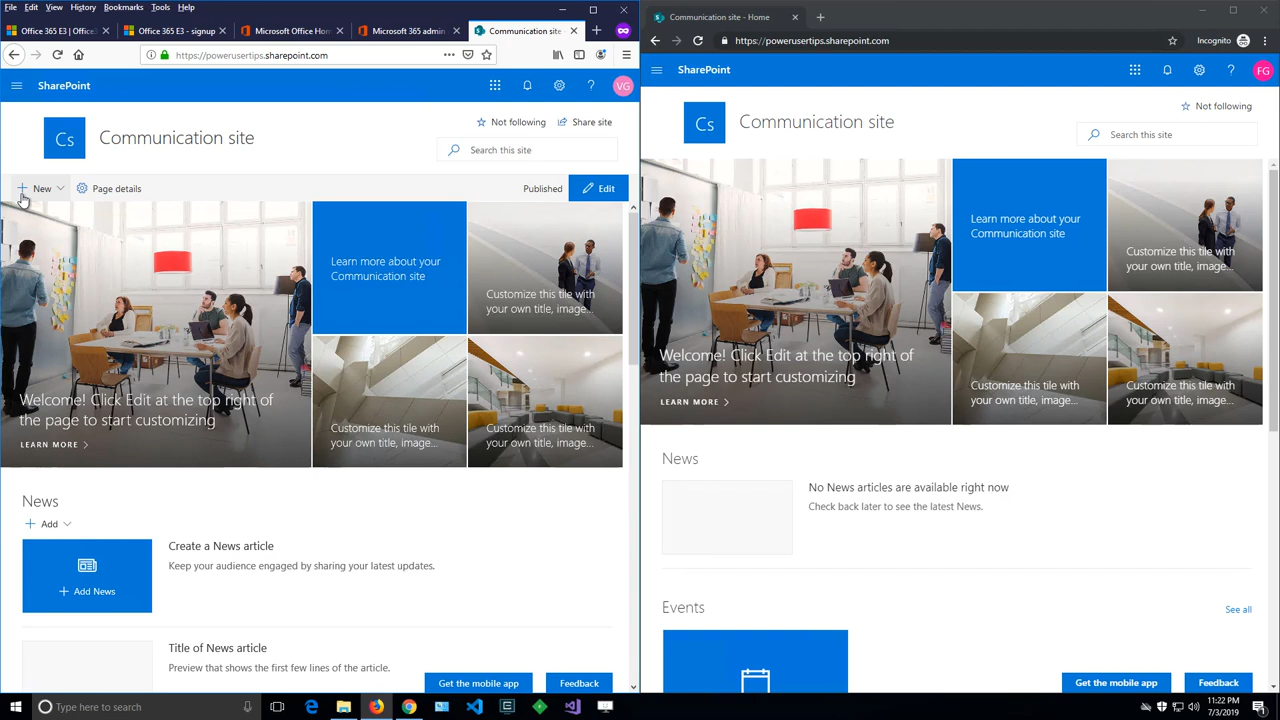 File Edit View History Bookmarks Tools Help
Office 365 E3 | Office
Office 365 E3 - signup
Microsoft Office Hom
Microsoft 365 admin
Communication site -
https://powerusertips.sharepoint.com
SharePoint
VG
Not following
Share site
Cs
Communication site
Search this site
New
Page details
Published
Edit
Welcome! Click Edit at the top right of
the page to start customizing
LEARN MORE
Learn more about your
Communication site
Customize this tile with
your own title, image...
Customize this tile with
your own title, image...
Customize this tile with
your own title, image...
News
Add
Add News
Create a News article
Keep your audience engaged by sharing your latest updates.
Title of News article
Preview that shows the first few lines of the article.
Get the mobile app
Feedback
Communication site - Home
https://powerusertips.sharepoint.com
Incognito
SharePoint
FG
Not following
Cs
Communication site
Search this site
Welcome! Click Edit at the top right of
the page to start customizing
LEARN MORE
Learn more about your
Communication site
Customize this tile with
your own title, image...
Customize this tile with
your own title, image...
Customize this tile with
your own title, image...
News
No News articles are available right now
Check back later to see the latest News.
Events
See all
Get the mobile app
Feedback
Type here to search
11:22 PM
7/3/2019